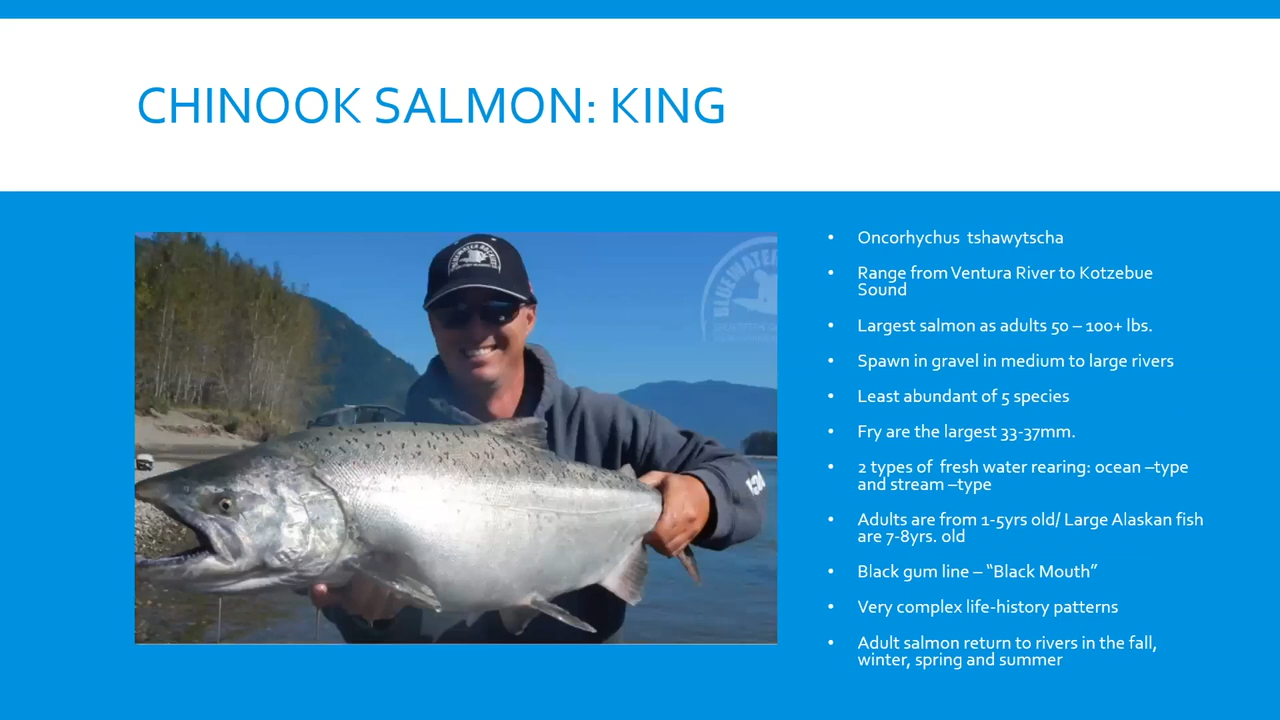 CHINOOK SALMON: KING
BLUEWATER
• Oncorhychus  tshawytscha
• Range from Ventura River to Kotzebue
Sound
• Largest salmon as adults 50 – 100+ lbs.
• Spawn in gravel in medium to large rivers
• Least abundant of 5 species
• Fry are the largest 33-37mm.
• 2 types of  fresh water rearing: ocean –type
and stream –type
• Adults are from 1-5yrs old/ Large Alaskan fish
are 7-8yrs. old
• Black gum line – “Black Mouth”
• Very complex life-history patterns
• Adult salmon return to rivers in the fall,
winter, spring and summer